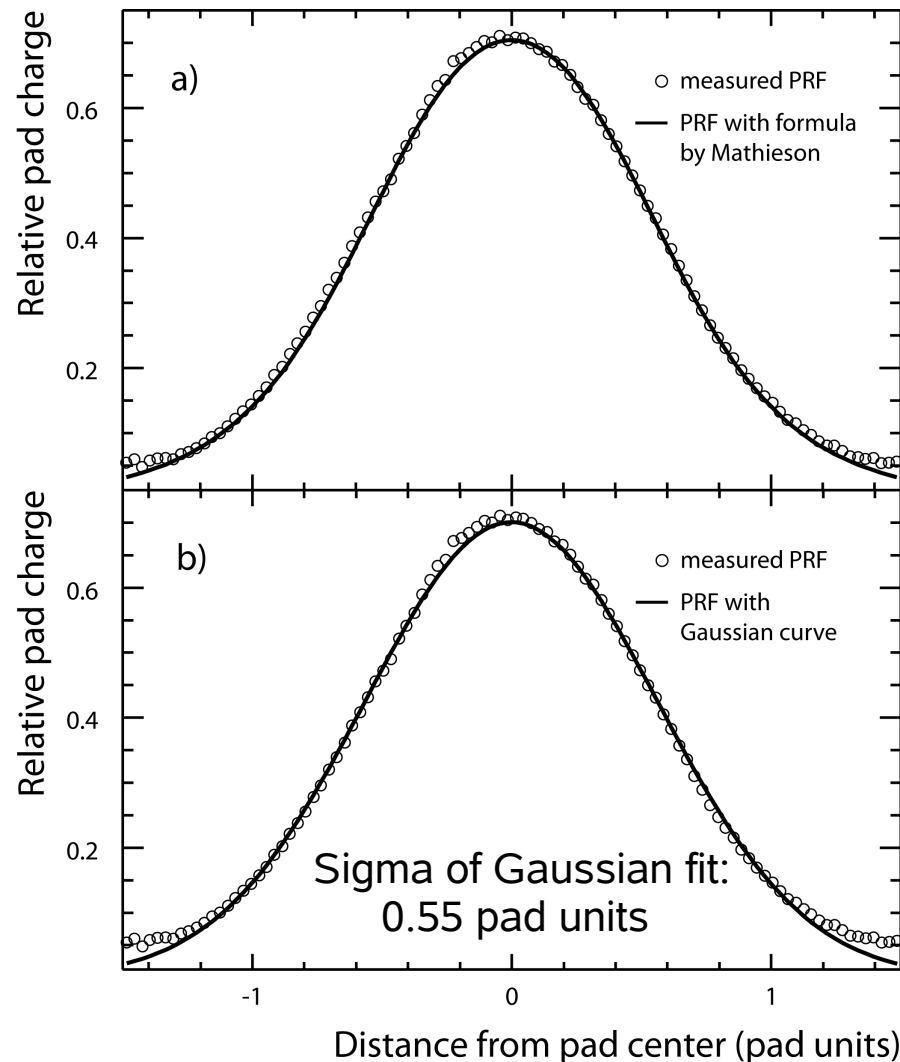 Relative pad charge
a)
measured PRF
PRF with formula
by Mathieson
0.6
0.4
0.2
Relative pad charge
b)
measured PRF
PRF with
Gaussian curve
0.6
0.4
0.2
Sigma of Gaussian fit:
0.55 pad units
-1 0 1
Distance from pad center (pad units)